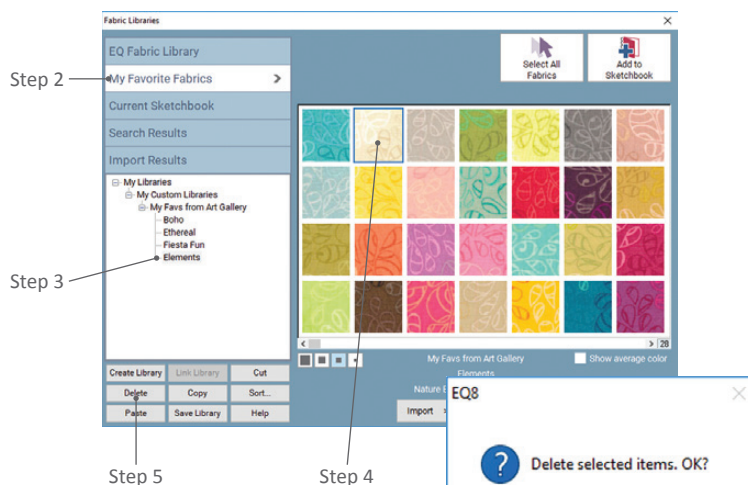 Fabric Libraries
EQ Fabric Library
Select All
Fabrics
Add to
Sketchbook
Step 2
My Favorite Fabrics
Current Sketchbook
Search Results
Import Results
My Libraries
My Custom Libraries
My Favs from Art Gallery
Boho
Ethereal
Fiesta Fun
Step 3
Elements
28
My Favs from Art Gallery
Show average color
Elements
Create Library
Link Library
Cut
Delete
Copy
Sort...
Paste
Save Library
Help
Nature
Import
EQ8
Delete selected items. OK?
Step 5
Step 4